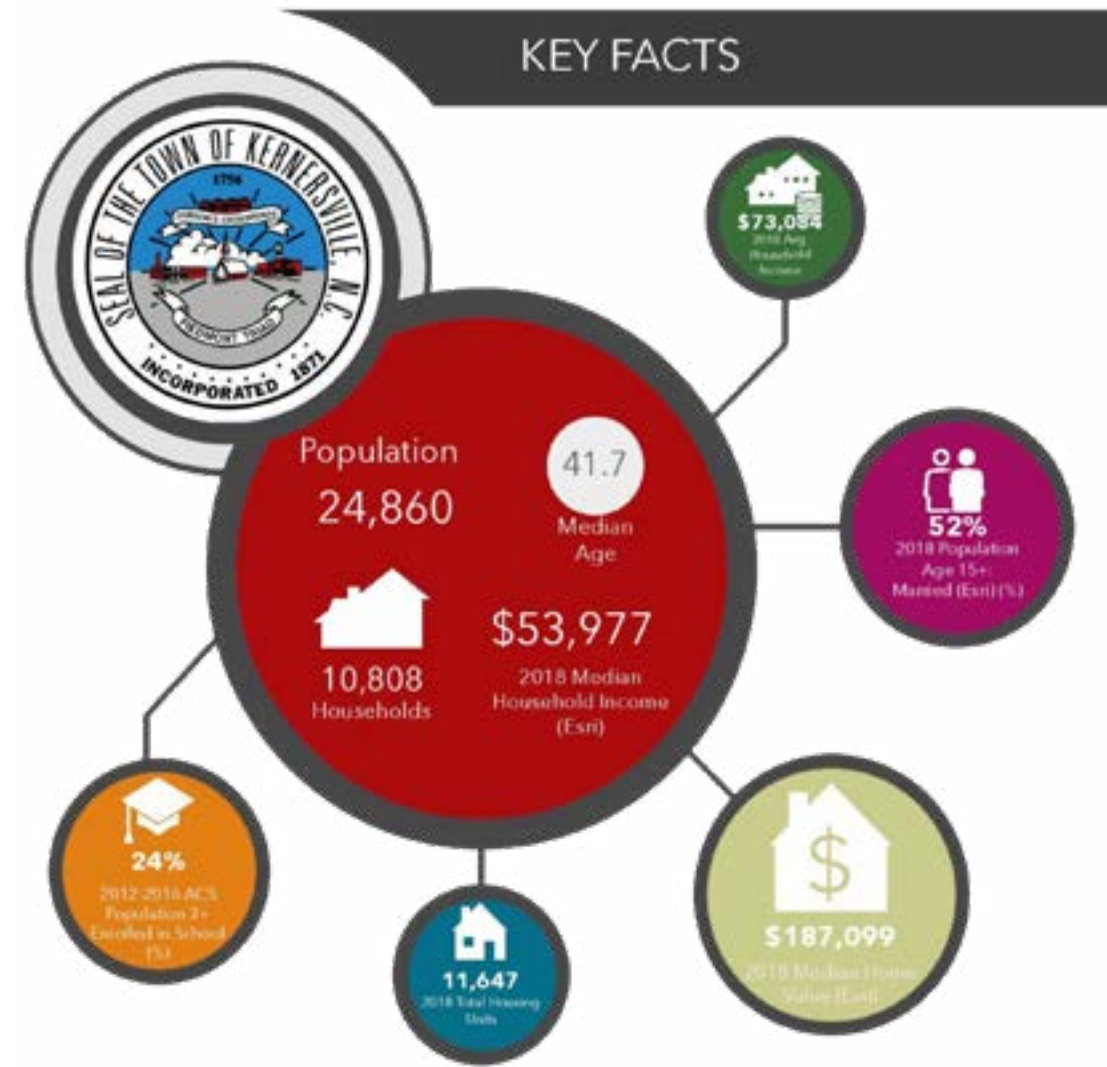 KEY FACTS
SEAL OF THE TOWN OF KERNERSVILLE, N.C.
1756
PIEDMONT TRIAD
INCORPORATED 1871
$73,084
2018 Avg
Household
Income
Population
24,860
41.7
Median
Age
52%
2018 Population
Age 15+:
Married (Esri) (%)
10,808
Households
$53,977
2018 Median
Household Income
(Esri)
24%
2012-2016 ACS
Population 3+
Enrolled in School
(%)
11,647
2018 Total Housing
Units
$187,099
2018 Median Home
Value (Esri)